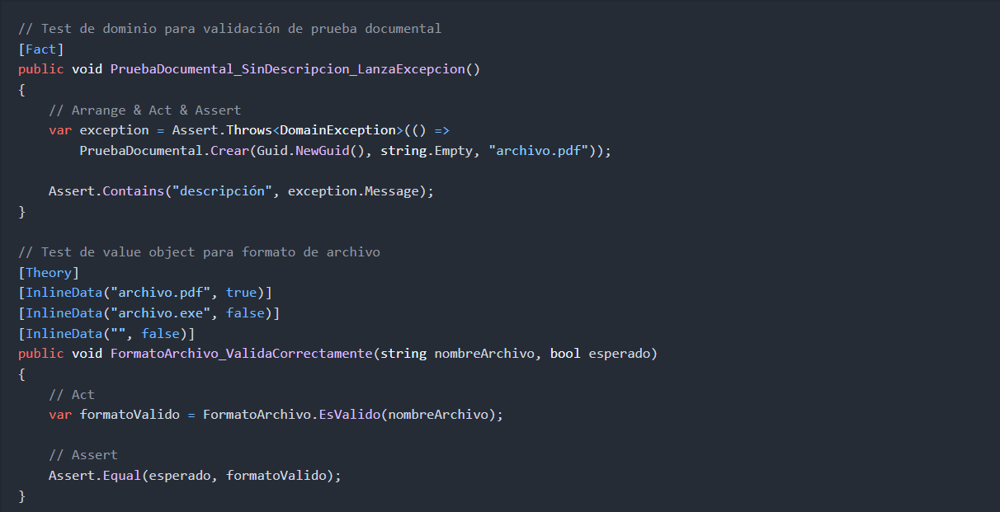 // Test de dominio para validación de prueba documental
[Fact]
public void PruebaDocumental_SinDescripcion_LanzaExcepcion()
{
    // Arrange & Act & Assert
    var exception = Assert.Throws<DomainException>(() =>
        PruebaDocumental.Crear(Guid.NewGuid(), string.Empty, "archivo.pdf"));

    Assert.Contains("descripción", exception.Message);
}

// Test de value object para formato de archivo
[Theory]
[InlineData("archivo.pdf", true)]
[InlineData("archivo.exe", false)]
[InlineData("", false)]
public void FormatoArchivo_ValidaCorrectamente(string nombreArchivo, bool esperado)
{
    // Act
    var formatoValido = FormatoArchivo.EsValido(nombreArchivo);

    // Assert
    Assert.Equal(esperado, formatoValido);
}